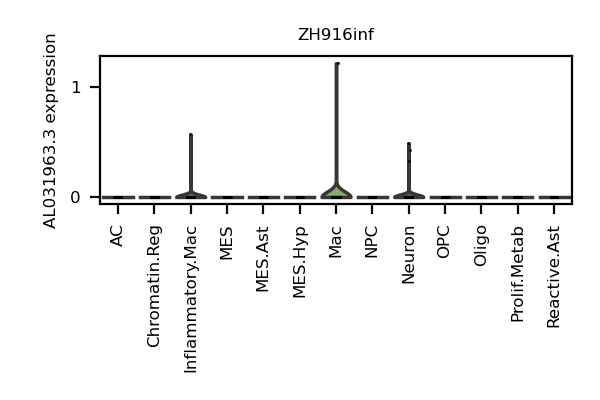 ZH916inf
AL031963.3 expression
1
0
AC
Chromatin.Reg
Inflammatory.Mac
MES
MES.Ast
MES.Hyp
Mac
NPC
Neuron
OPC
Oligo
Prolif.Metab
Reactive.Ast